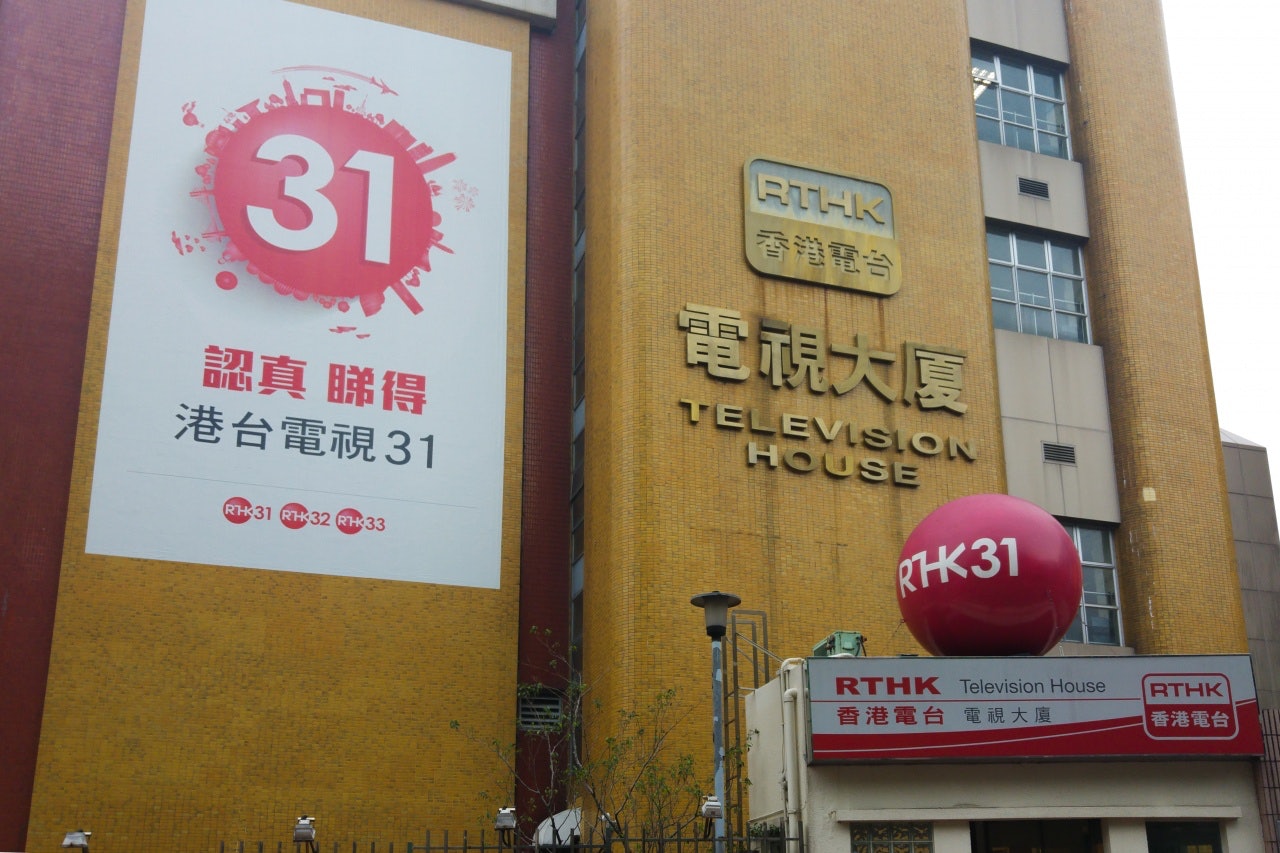 31
認真 睇得
港台電視31
RTHK31 RTHK32 RTHK33
RTHK
香港電台
電視大厦
TELEVISION
HOUSE
RTHK31
RTHK Television House
香港電台 電視大廈
RTHK
香港電台